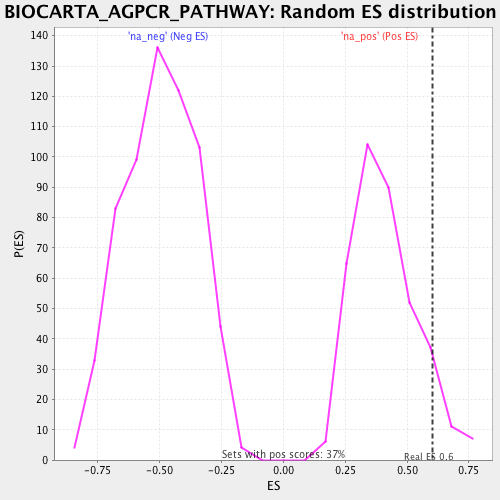 BIOCARTA_AGPCR_PATHWAY: Random ES distribution
'na_neg' (Neg ES) 'na_pos' (Pos ES)
140
130
120
110
100
90
80
70
60
50
40
30
20
10
0
P(ES)
Sets with pos scores: 37%
Real ES 0.6
-0.75 -0.50 -0.25 0.00 0.25 0.50 0.75
ES